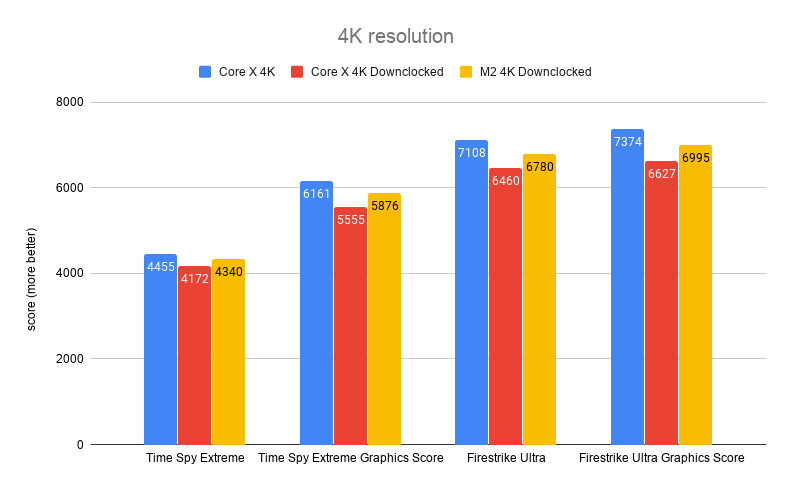 4K resolution
Core X 4K Core X 4K Downclocked M2 4K Downclocked
score (more better)
8000
6000
4000
2000
0
4455 4172 4340
6161 5555 5876
7108 6460 6780
7374 6627 6995
Time Spy Extreme Time Spy Extreme Graphics Score Firestrike Ultra Firestrike Ultra Graphics Score